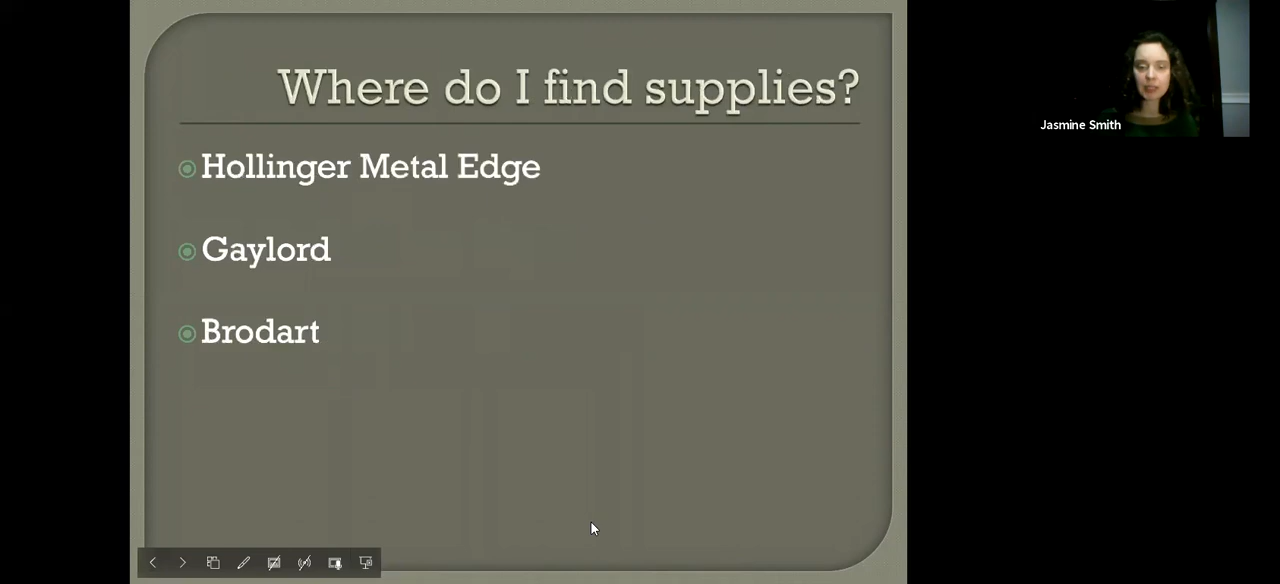 Where do I find supplies?
Hollinger Metal Edge
Gaylord
Brodart
Jasmine Smith